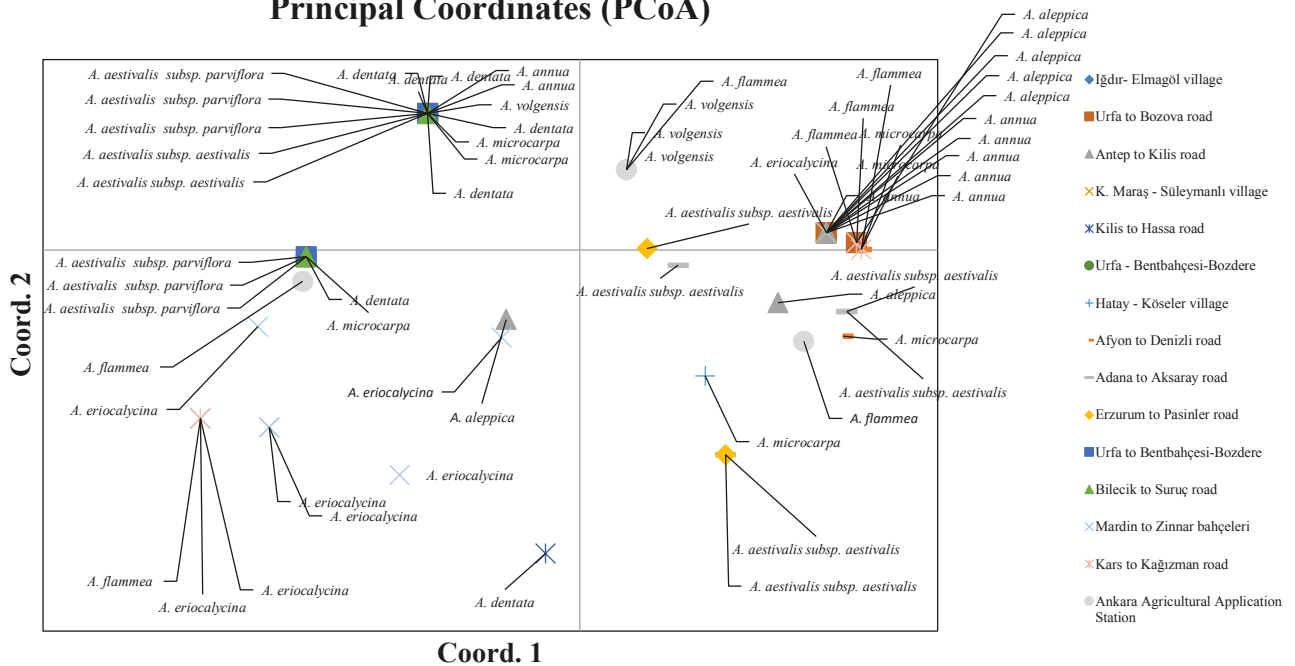 Principal Coordinates (PCoA)
A. aleppica
A. aleppica
A. aleppica
A. aleppica
A. aleppica
A. annua
A. annua
A. annua
A. annua
A. annua
A. annua
A. aestivalis subsp. parviflora
A. aestivalis subsp. parviflora
A. aestivalis subsp. parviflora
A. aestivalis subsp. aestivalis
A. aestivalis subsp. aestivalis
A. dentata
A. dentata
A. dentata
A. annua
A. annua
A. volgensis
A. dentata
A. microcarpa
A. microcarpa
A. dentata
A. flammea
A. volgensis
A. volgensis
A. volgensis
A. flammea
A. flammea
A. flammea
A. microcarpa
A. microcarpa
A. eriocalycina
A. aestivalis subsp. aestivalis
A. aestivalis subsp. aestivalis
A. aestivalis subsp. aestivalis
A. aleppica
A. microcarpa
A. aestivalis subsp. aestivalis
A. flammea
A. microcarpa
A. aestivalis subsp. aestivalis
A. aestivalis subsp. aestivalis
A. aestivalis subsp. parviflora
A. aestivalis subsp. parviflora
A. aestivalis subsp. parviflora
A. dentata
A. microcarpa
A. flammea
A. eriocalycina
A. eriocalycina
A. aleppica
A. eriocalycina
A. eriocalycina
A. eriocalycina
A. flammea
A. eriocalycina
A. eriocalycina
A. dentata
Coord. 2
Coord. 1
Iğdır- Elmagöl village
Urfa to Bozova road
Antep to Kilis road
K. Maraş - Süleymanlı village
Kilis to Hassa road
Urfa - Bentbahçesi-Bozdere
Hatay - Köseler village
Afyon to Denizli road
Adana to Aksaray road
Erzurum to Pasinler road
Urfa to Bentbahçesi-Bozdere
Bilecik to Suruç road
Mardin to Zinnar bahçeleri
Kars to Kağızman road
Ankara Agricultural Application
Station